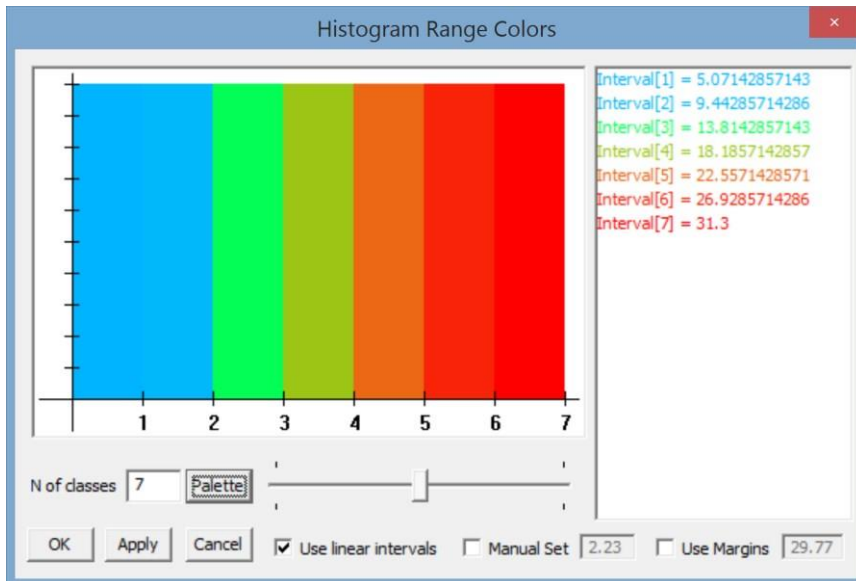 Histogram Range Colors
Interval[1] = 5.07142857143
Interval[2] = 9.44285714286
Interval[3] = 13.8142857143
Interval[4] = 18.1857142857
Interval[5] = 22.5571428571
Interval[6] = 26.9285714286
Interval[7] = 31.3
1 2 3 4 5 6 7
N of classes 7 Palette
OK Apply Cancel Use linear intervals Manual Set 2.23 Use Margins 29.77